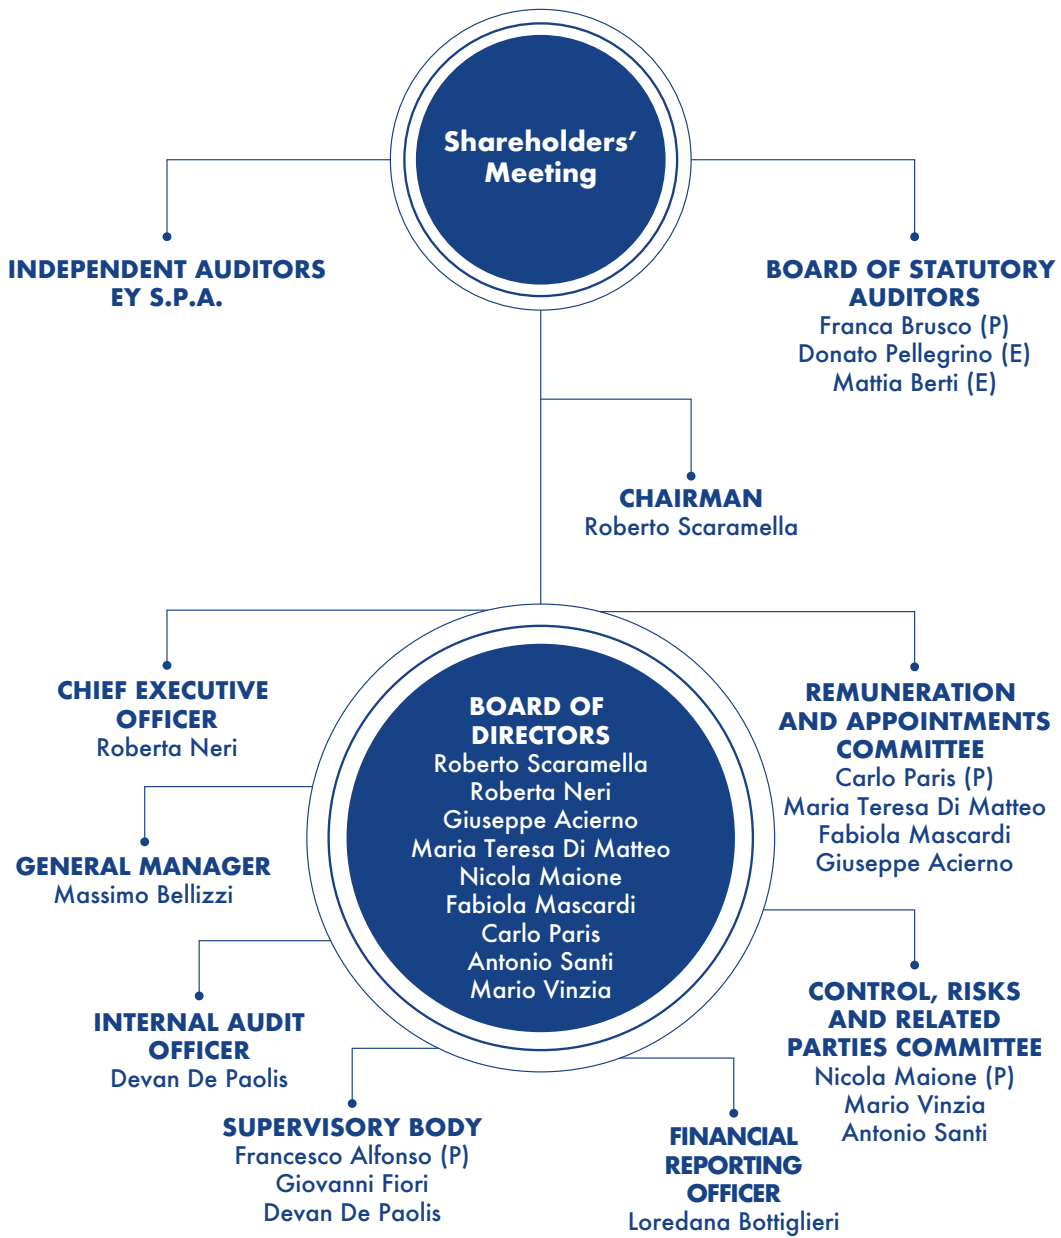 Shareholders’
Meeting
INDEPENDENT AUDITORS
EY S.P.A.
BOARD OF STATUTORY
AUDITORS
Franca Brusco (P)
Donato Pellegrino (E)
Mattia Berti (E)
CHAIRMAN
Roberto Scaramella
CHIEF EXECUTIVE
OFFICER
Roberta Neri
BOARD OF
DIRECTORS
Roberto Scaramella
Roberta Neri
Giuseppe Acierno
Maria Teresa Di Matteo
Nicola Maione
Fabiola Mascardi
Carlo Paris
Antonio Santi
Mario Vinzia
REMUNERATION
AND APPOINTMENTS
COMMITTEE
Carlo Paris (P)
Maria Teresa Di Matteo
Fabiola Mascardi
Giuseppe Acierno
GENERAL MANAGER
Massimo Bellizzi
INTERNAL AUDIT
OFFICER
Devan De Paolis
CONTROL, RISKS
AND RELATED
PARTIES COMMITTEE
Nicola Maione (P)
Mario Vinzia
Antonio Santi
SUPERVISORY BODY
Francesco Alfonso (P)
Giovanni Fiori
Devan De Paolis
FINANCIAL
REPORTING
OFFICER
Loredana Bottiglieri